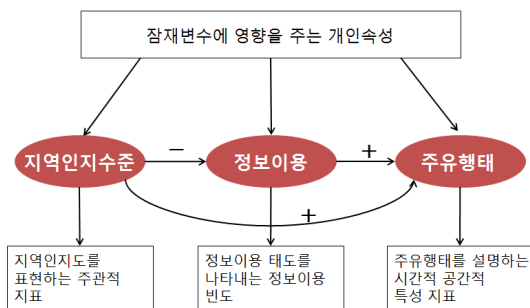 잠재변수에 영향을 주는 개인속성
지역인지수준
−
정보이용
+
주유행태
+
지역인지도를
표현하는 주관적
지표
정보이용 태도를
나타내는 정보이용
빈도
주유행태를 설명하는
시간적 공간적
특성 지표